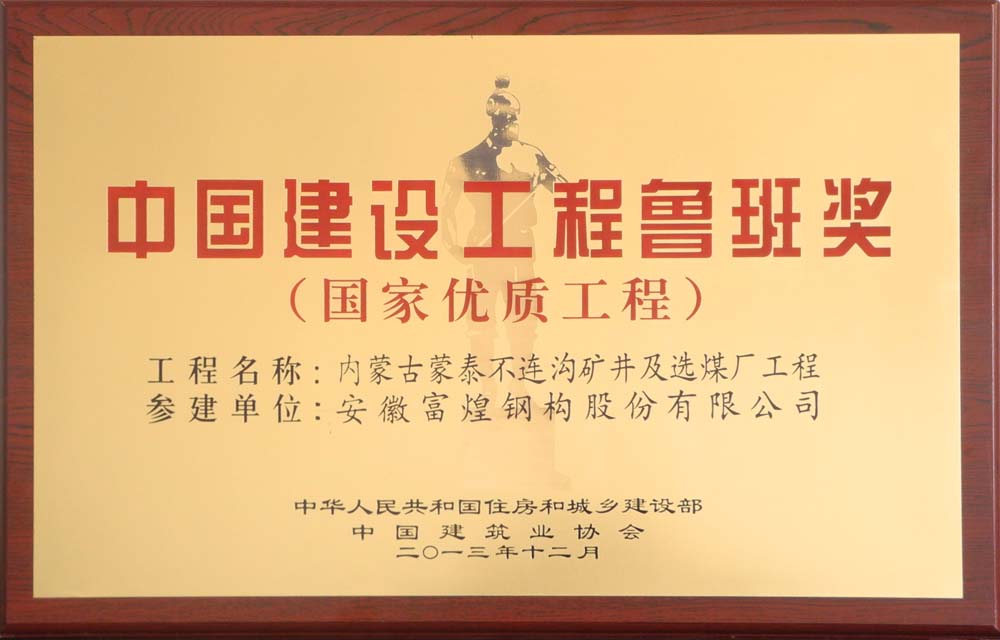 中国建设工程鲁班奖
（国家优质工程）
工程名称：内蒙古蒙泰不连沟矿井及选煤厂工程
参建单位：安徽富煌钢构股份有限公司
中华人民共和国住房和城乡建设部
中国建筑业协会
二〇一三年十二月